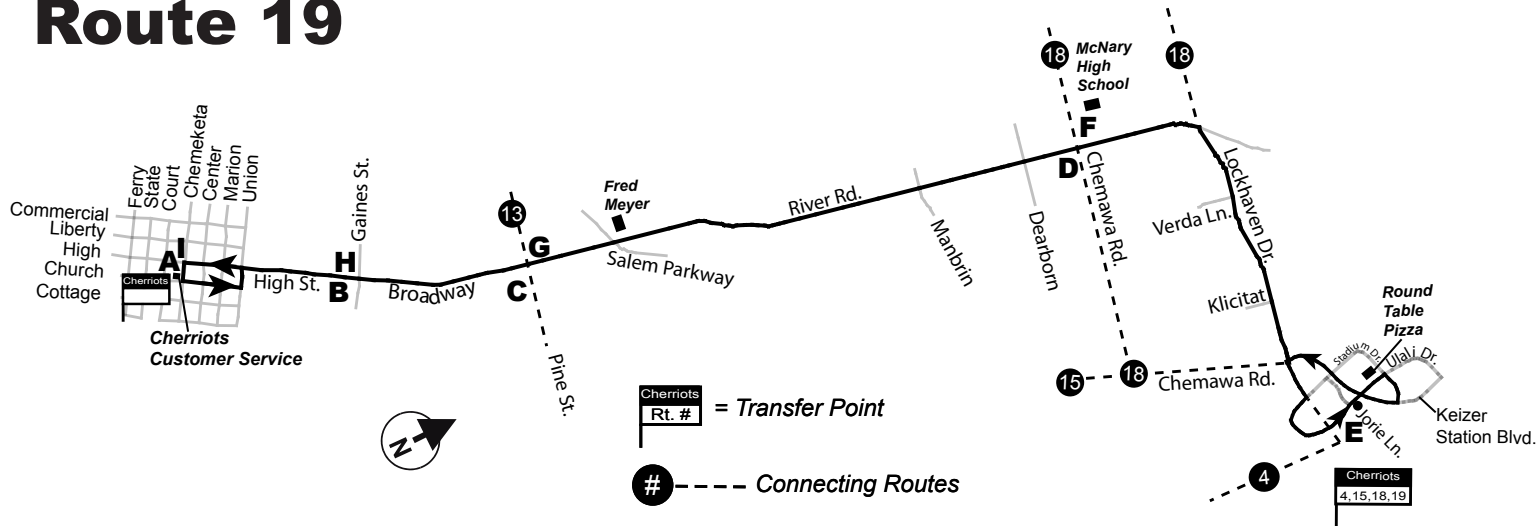 Route 19
Ferry
State
Court
Chemeketa
Center
Marion
Union
Commercial
Liberty
High
Church
Cottage
A
I
Cherriots
Cherriots
Customer Service
High St.
H
B
Gaines St.
Broadway
13
G
C
Pine St.
Fred
Meyer
Salem Parkway
River Rd.
Manbrin
Dearborn
18
McNary
High
School
F
D
Chemawa Rd.
18
Lockhaven Dr.
Verda Ln.
Klicitat
Round
Table
Pizza
Stadium Dr.
Ulali Dr.
15
18
Chemawa Rd.
Keizer
Station Blvd.
Jorie Ln.
E
4
Cherriots
4,15,18,19
N
Cherriots
Rt. #
= Transfer Point
#
Connecting Routes